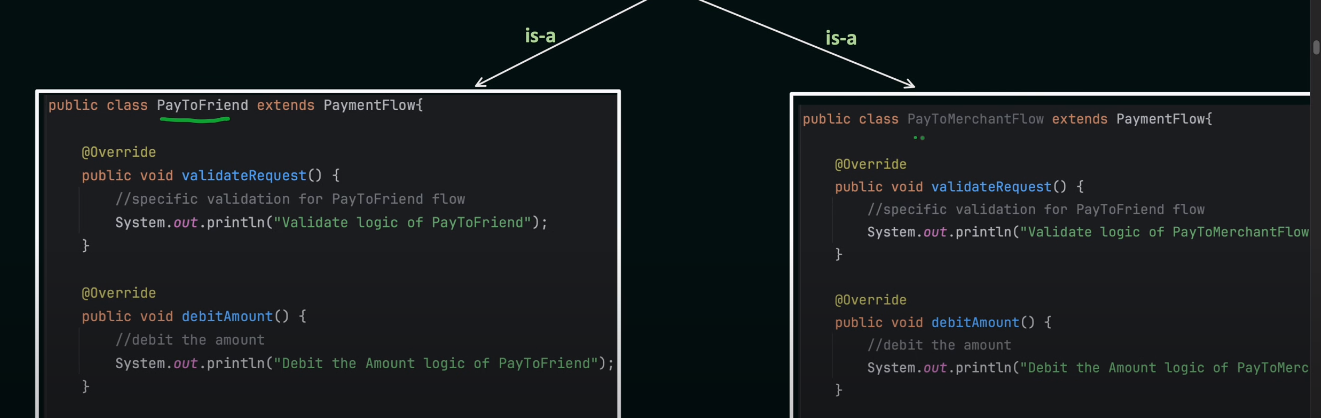 is-a
is-a
public class PayToFriend extends PaymentFlow{
@Override
public void validateRequest() {
//specific validation for PayToFriend flow
System.out.println("Validate logic of PayToFriend");
}
@Override
public void debitAmount() {
//debit the amount
System.out.println("Debit the Amount logic of PayToFriend");
}
public class PayToMerchantFlow extends PaymentFlow{
@Override
public void validateRequest() {
//specific validation for PayToFriend flow
System.out.println("Validate logic of PayToMerchantFlow
}
@Override
public void debitAmount() {
//debit the amount
System.out.println("Debit the Amount logic of PayToMerc
}